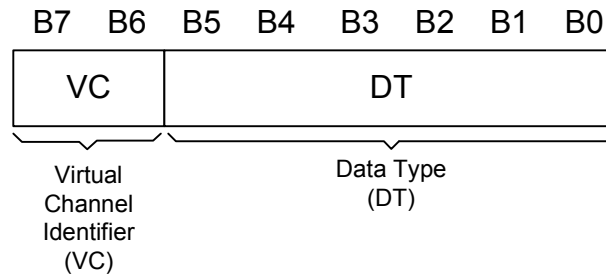 B7 B6 B5 B4 B3 B2 B1 B0
VC DT
Virtual
Channel
Identifier
(VC)
Data Type
(DT)